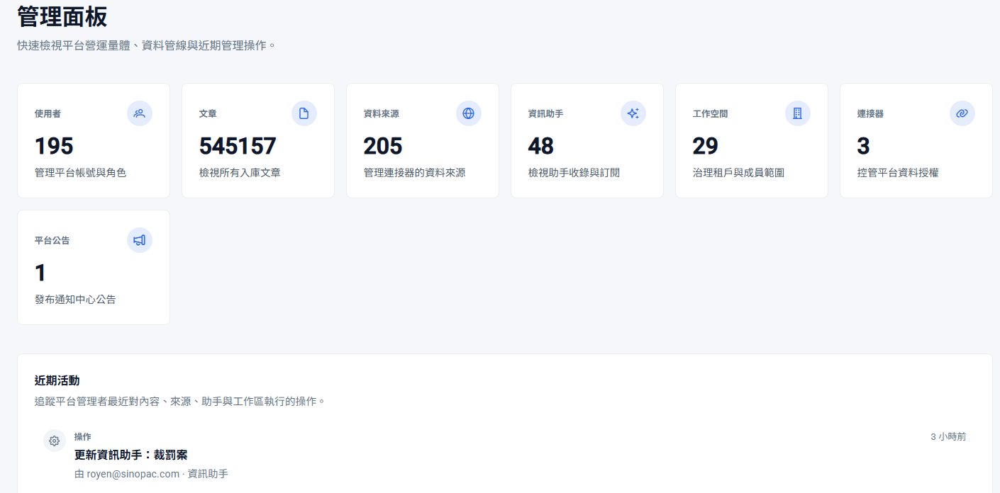 管理面板
快速檢視平台營運量體、資料管線與近期管理操作。
使用者
195
管理平台帳號與角色
文章
545157
檢視所有入庫文章
資料來源
205
管理連接器的資料來源
資訊助手
48
檢視助手收錄與訂閱
工作空間
29
治理租戶與成員範圍
連接器
3
控管平台資料授權
平台公告
1
發布通知中心公告
近期活動
追蹤平台管理者最近對內容、來源、助手與工作區執行的操作。
操作
3 小時前
更新資訊助手：裁罰案
由 royen@sinopac.com · 資訊助手